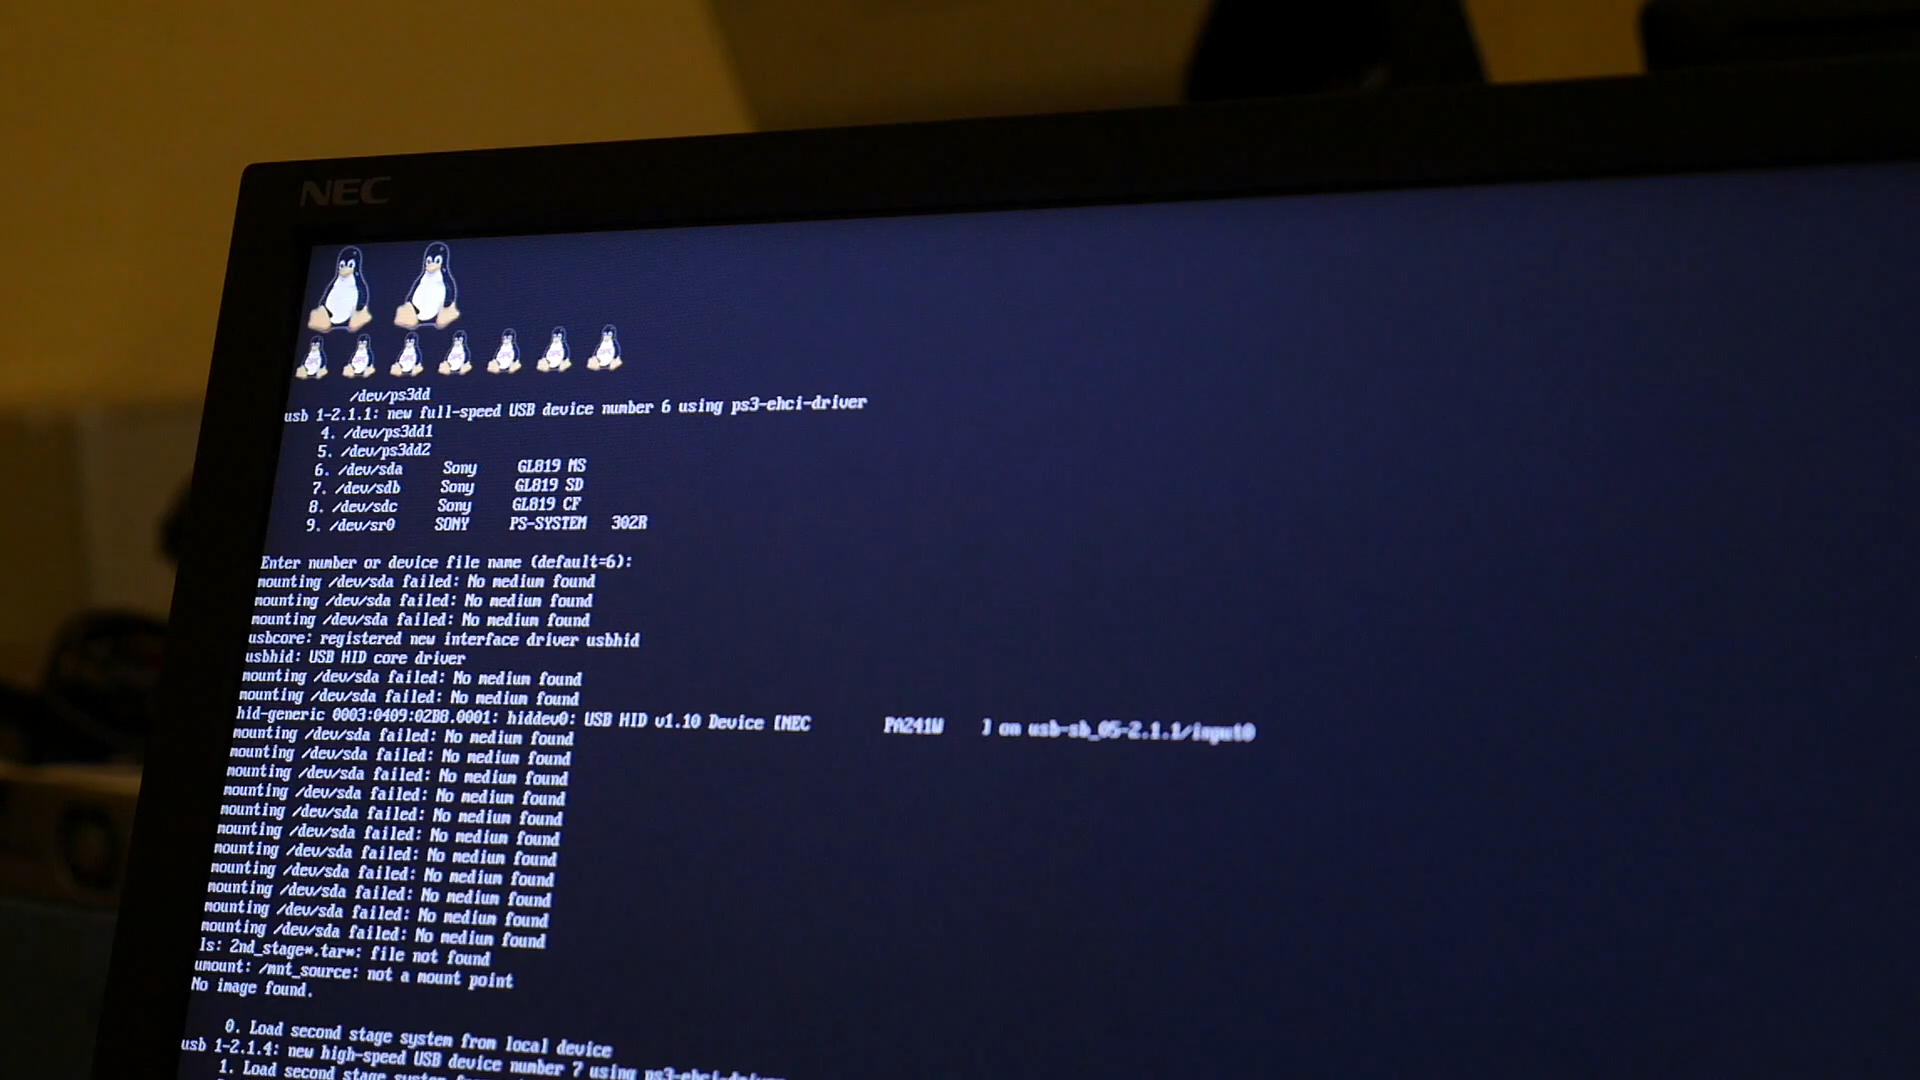 NEC
/dev/ps3dd
usb 1-2.1.1: new full-speed USB device number 6 using ps3-ehci-driver
4. /dev/ps3dd1
5. /dev/ps3dd2
6. /dev/sda Sony GL819 MS
7. /dev/sdb Sony GL819 SD
8. /dev/sdc Sony GL819 CF
9. /dev/sr0 SONY PS-SYSTEM 302R
Enter number or device file name (default=6):
mounting /dev/sda failed: No medium found
mounting /dev/sda failed: No medium found
mounting /dev/sda failed: No medium found
usbcore: registered new interface driver usbhid
usbhid: USB HID core driver
mounting /dev/sda failed: No medium found
mounting /dev/sda failed: No medium found
hid-generic 0003:0409:02B8.0001: hiddev0: USB HID v1.10 Device [NEC PA241W ] on usb-sb_05-2.1.1/input0
mounting /dev/sda failed: No medium found
mounting /dev/sda failed: No medium found
mounting /dev/sda failed: No medium found
mounting /dev/sda failed: No medium found
mounting /dev/sda failed: No medium found
mounting /dev/sda failed: No medium found
mounting /dev/sda failed: No medium found
mounting /dev/sda failed: No medium found
mounting /dev/sda failed: No medium found
mounting /dev/sda failed: No medium found
mounting /dev/sda failed: No medium found
ls: 2nd_stage*.tar*: file not found
umount: /mnt_source: not a mount point
No image found.
0. Load second stage system from local device
usb 1-2.1.4: new high-speed USB device number 7 using ps3-ehci-driver
1. Load second stage system